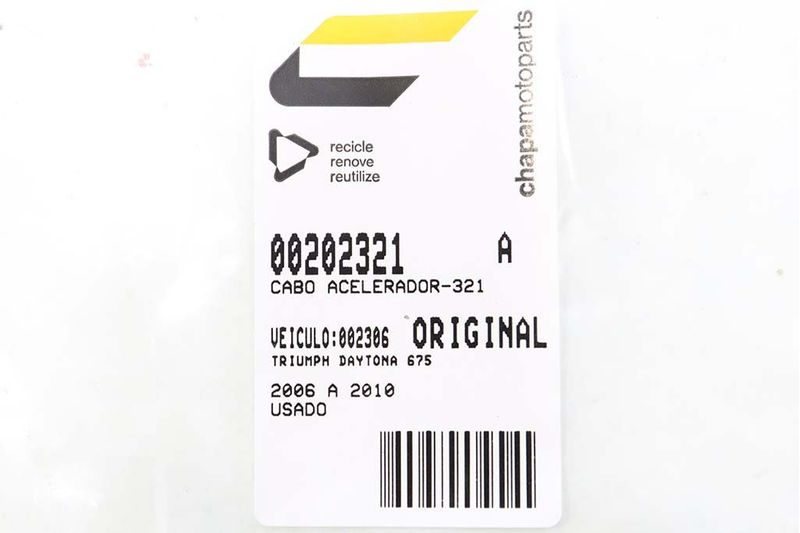 chapamotoparts
recicle
renove
reutilize
00202321 A
CABO ACELERADOR-321
VEICULO:002306 ORIGINAL
TRIUMPH DAYTONA 675
2006 A 2010
USADO